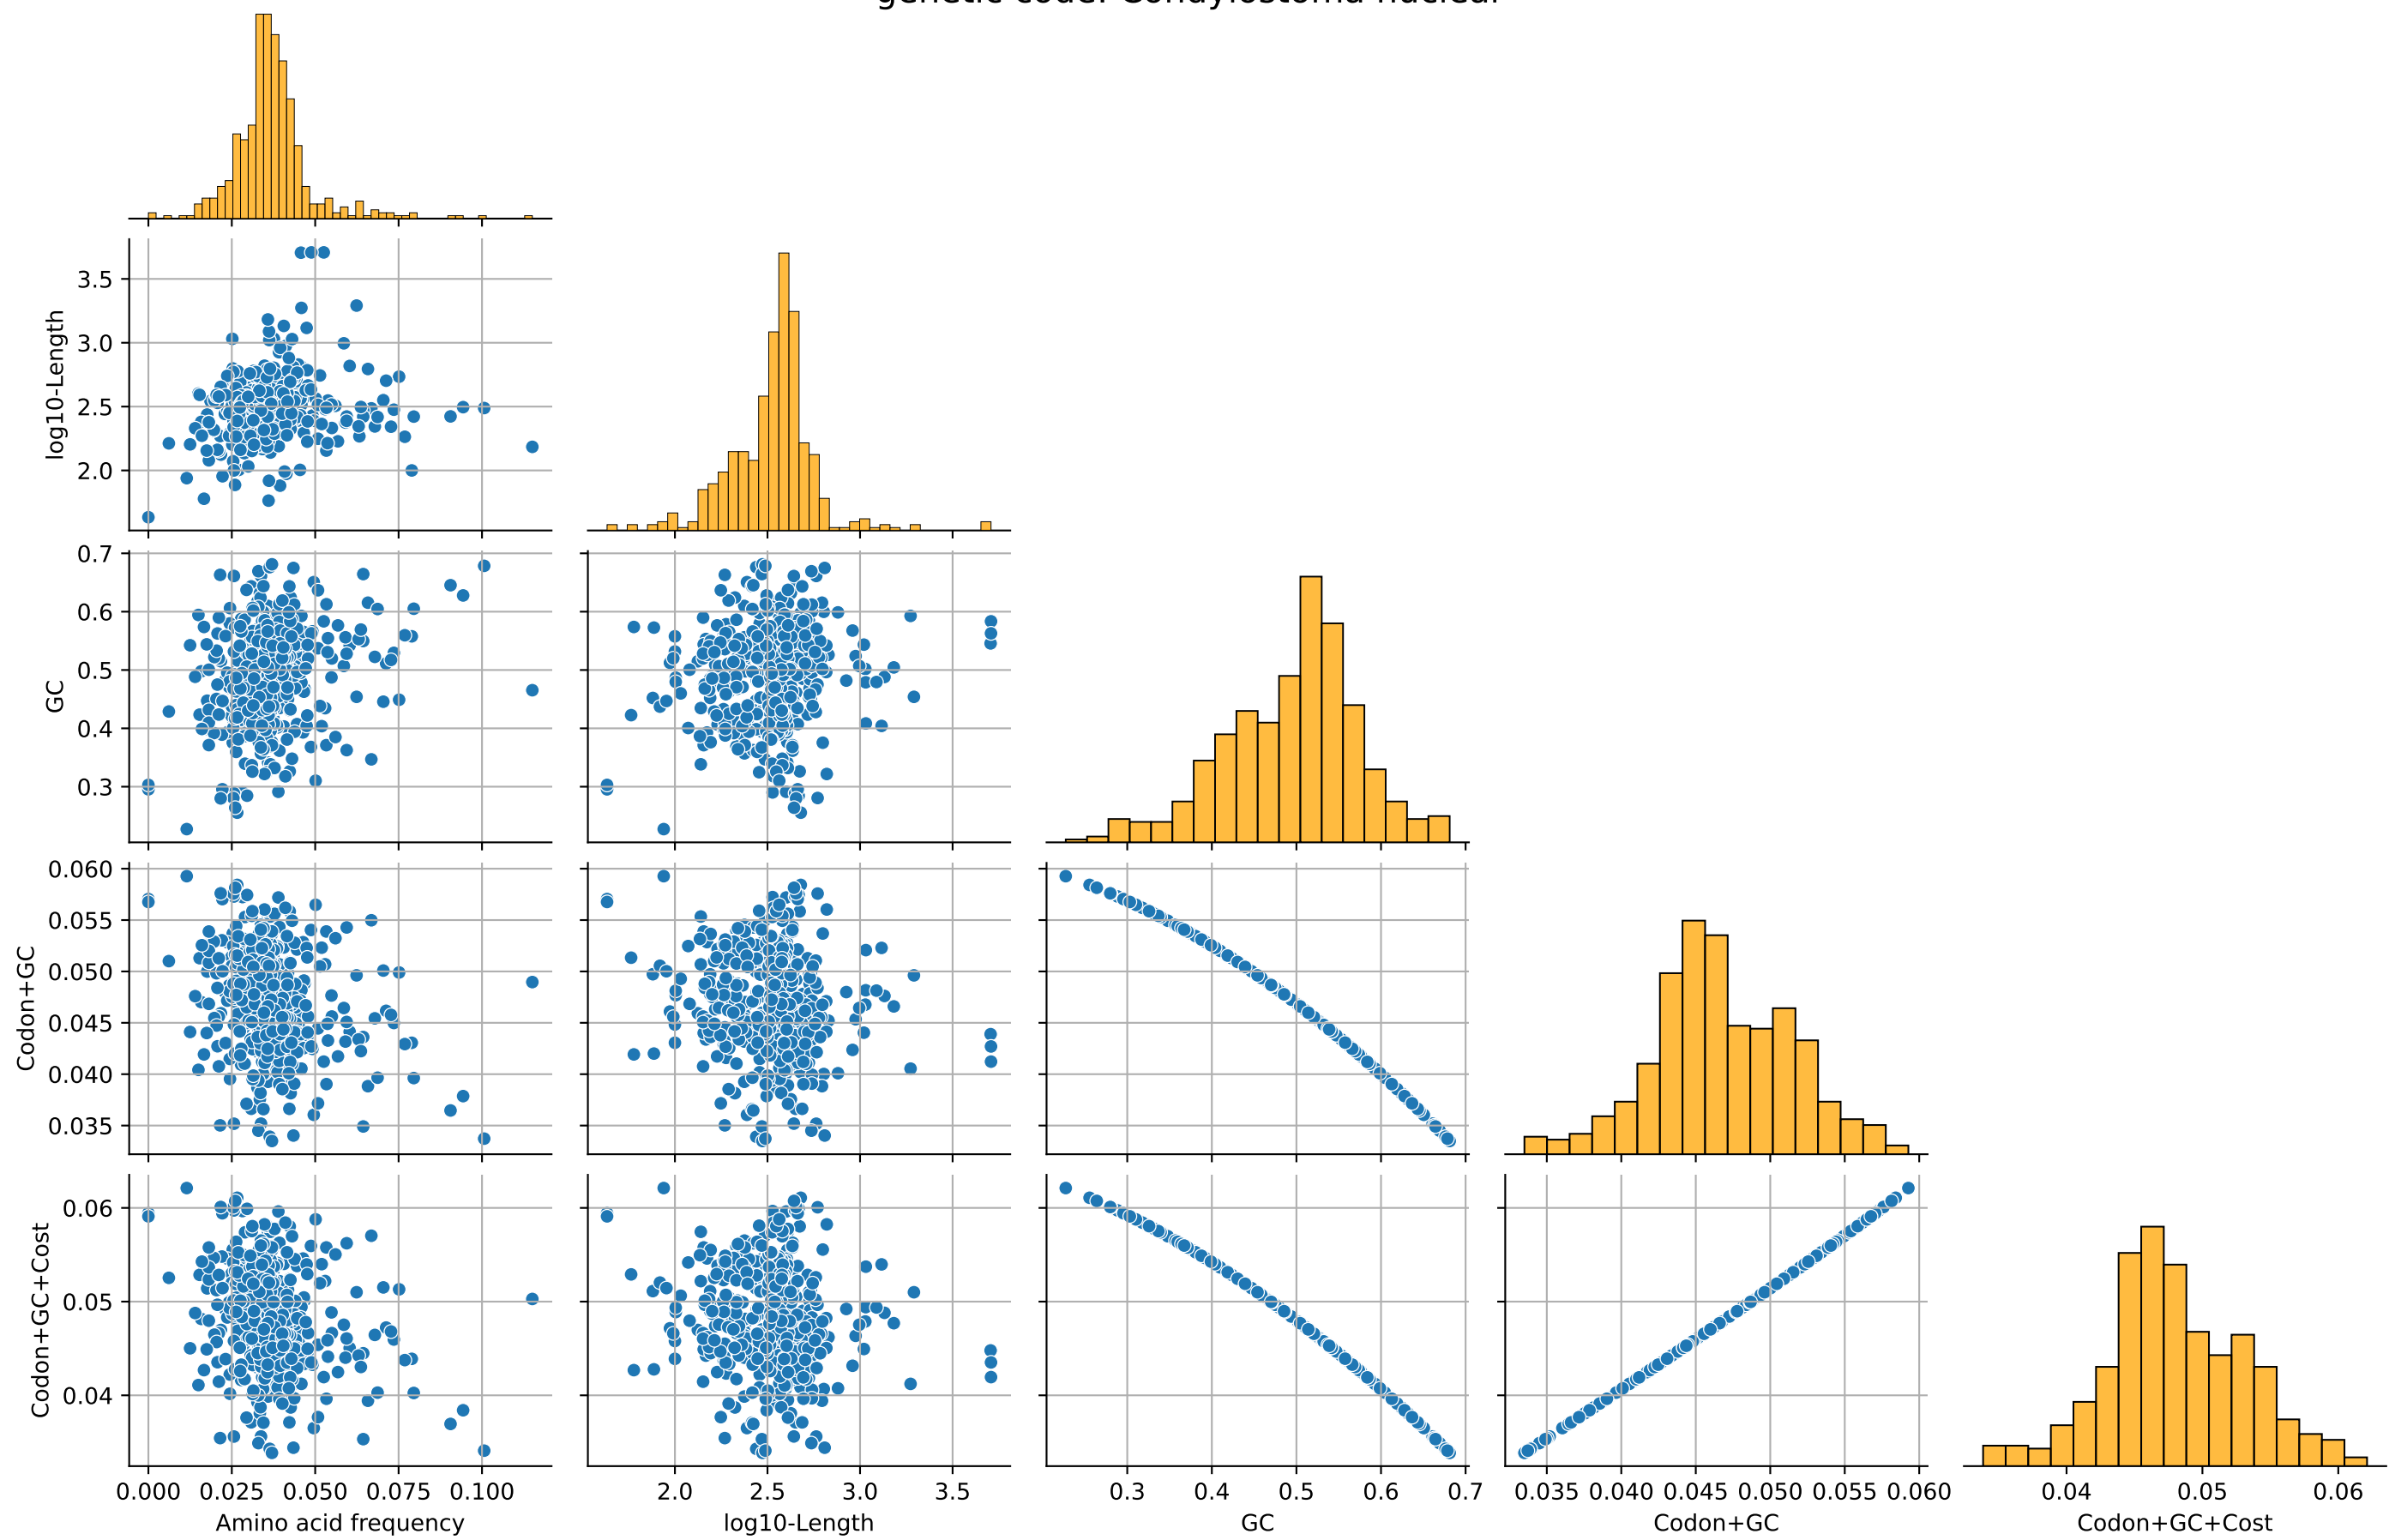 genetic code: Condylostoma nuclear
3.5
3.0
2.5
2.0
log10-Length
0.7
0.6
0.5
0.4
0.3
GC
0.060
0.055
0.050
0.045
0.040
0.035
Codon+GC
0.06
0.05
0.04
Codon+GC+Cost
0.000 0.025 0.050 0.075 0.100 2.0 2.5 3.0 3.5 0.3 0.4 0.5 0.6 0.7 0.035 0.040 0.045 0.050 0.055 0.060 0.04 0.05 0.06
Amino acid frequency log10-Length GC Codon+GC Codon+GC+Cost